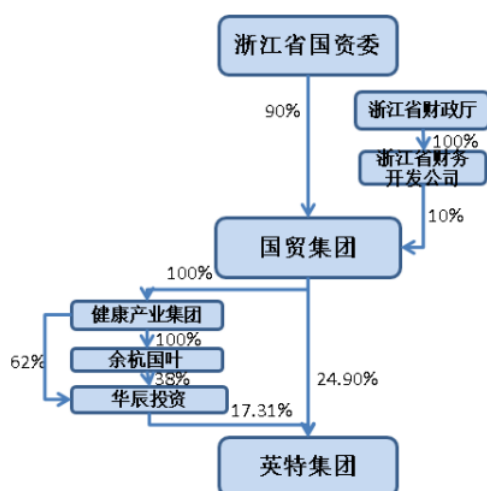 浙江省国资委
90%
浙江省财政厅
100%
浙江省财务
开发公司
10%
国贸集团
100%
健康产业集团
100%
62%
余杭国叶
38%
24.90%
华辰投资
17.31%
英特集团